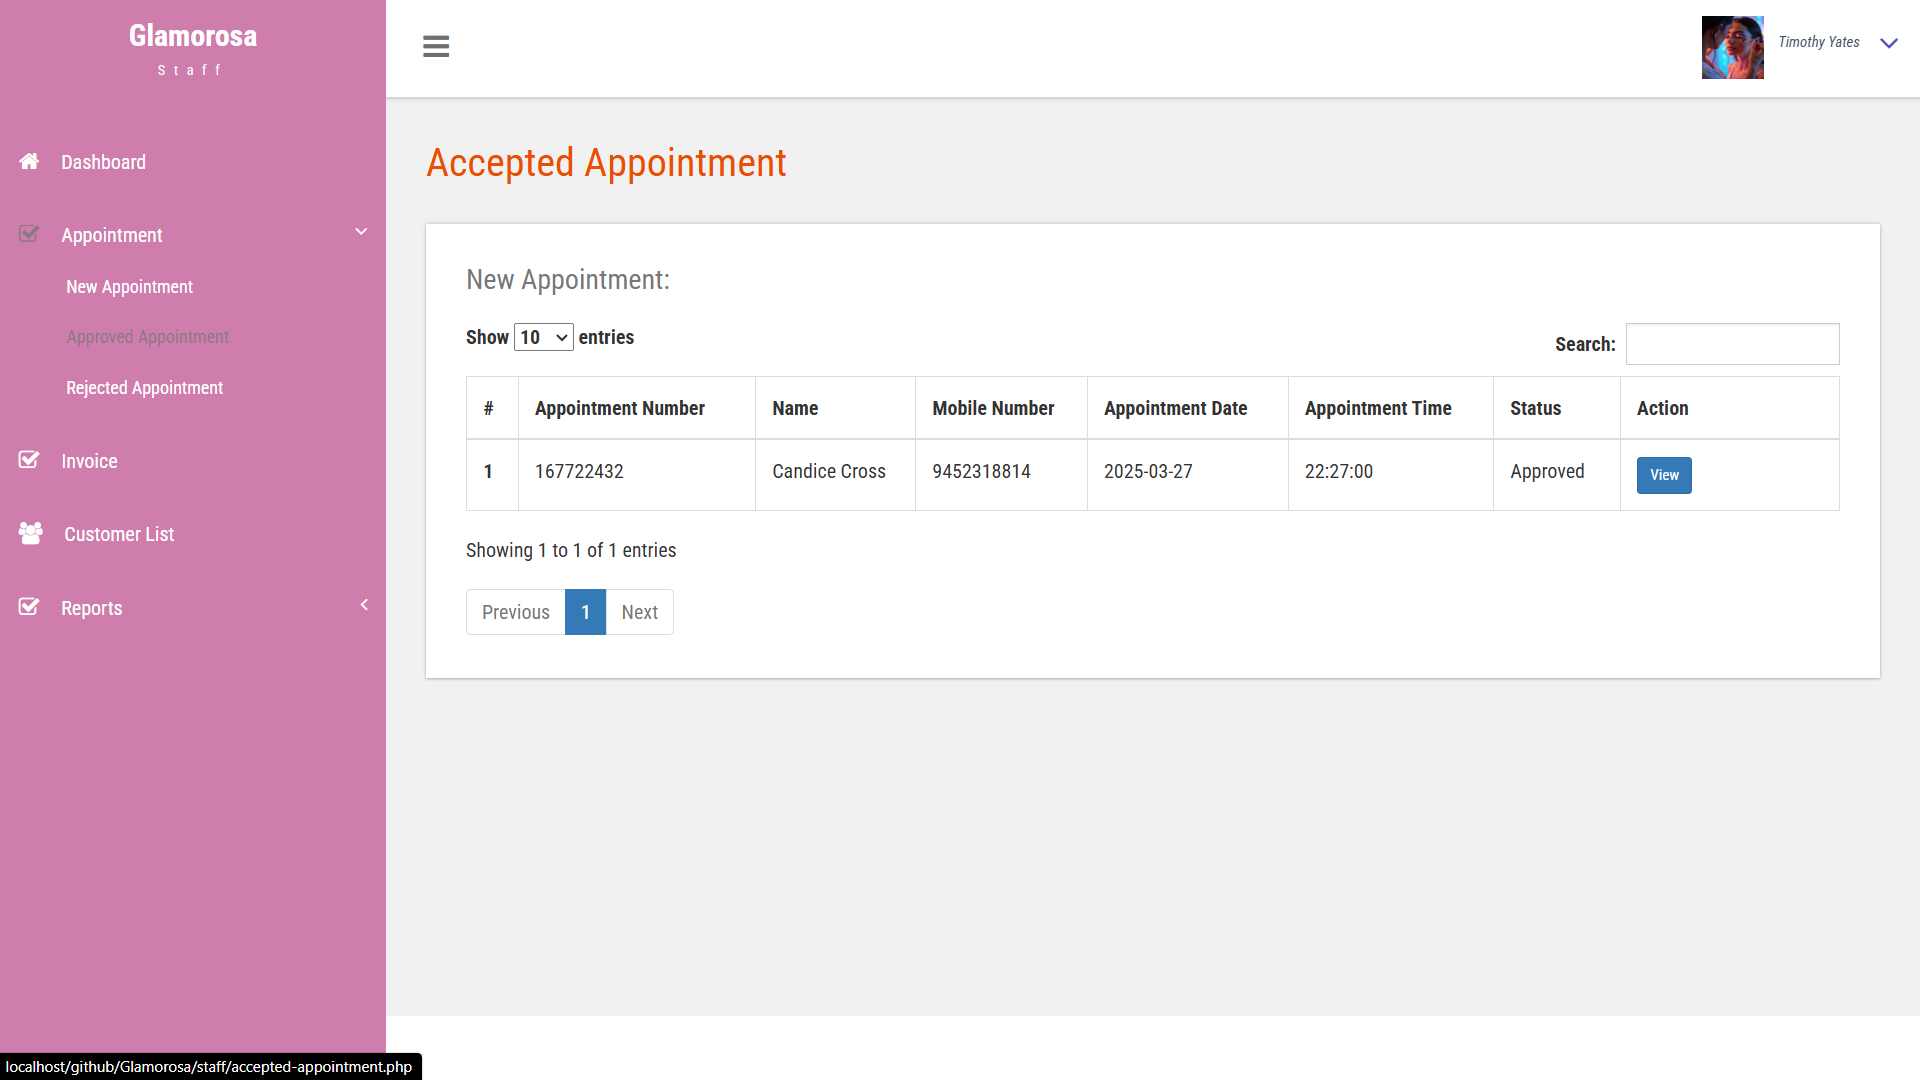 Glamorosa
Staff
Timothy Yates
Dashboard
Appointment
New Appointment
Approved Appointment
Rejected Appointment
Invoice
Customer List
Reports
Accepted Appointment
New Appointment:
Show 10 entries
Search:
# Appointment Number Name Mobile Number Appointment Date Appointment Time Status Action
1 167722432 Candice Cross 9452318814 2025-03-27 22:27:00 Approved View
Showing 1 to 1 of 1 entries
Previous 1 Next
localhost/github/Glamorosa/staff/accepted-appointment.php